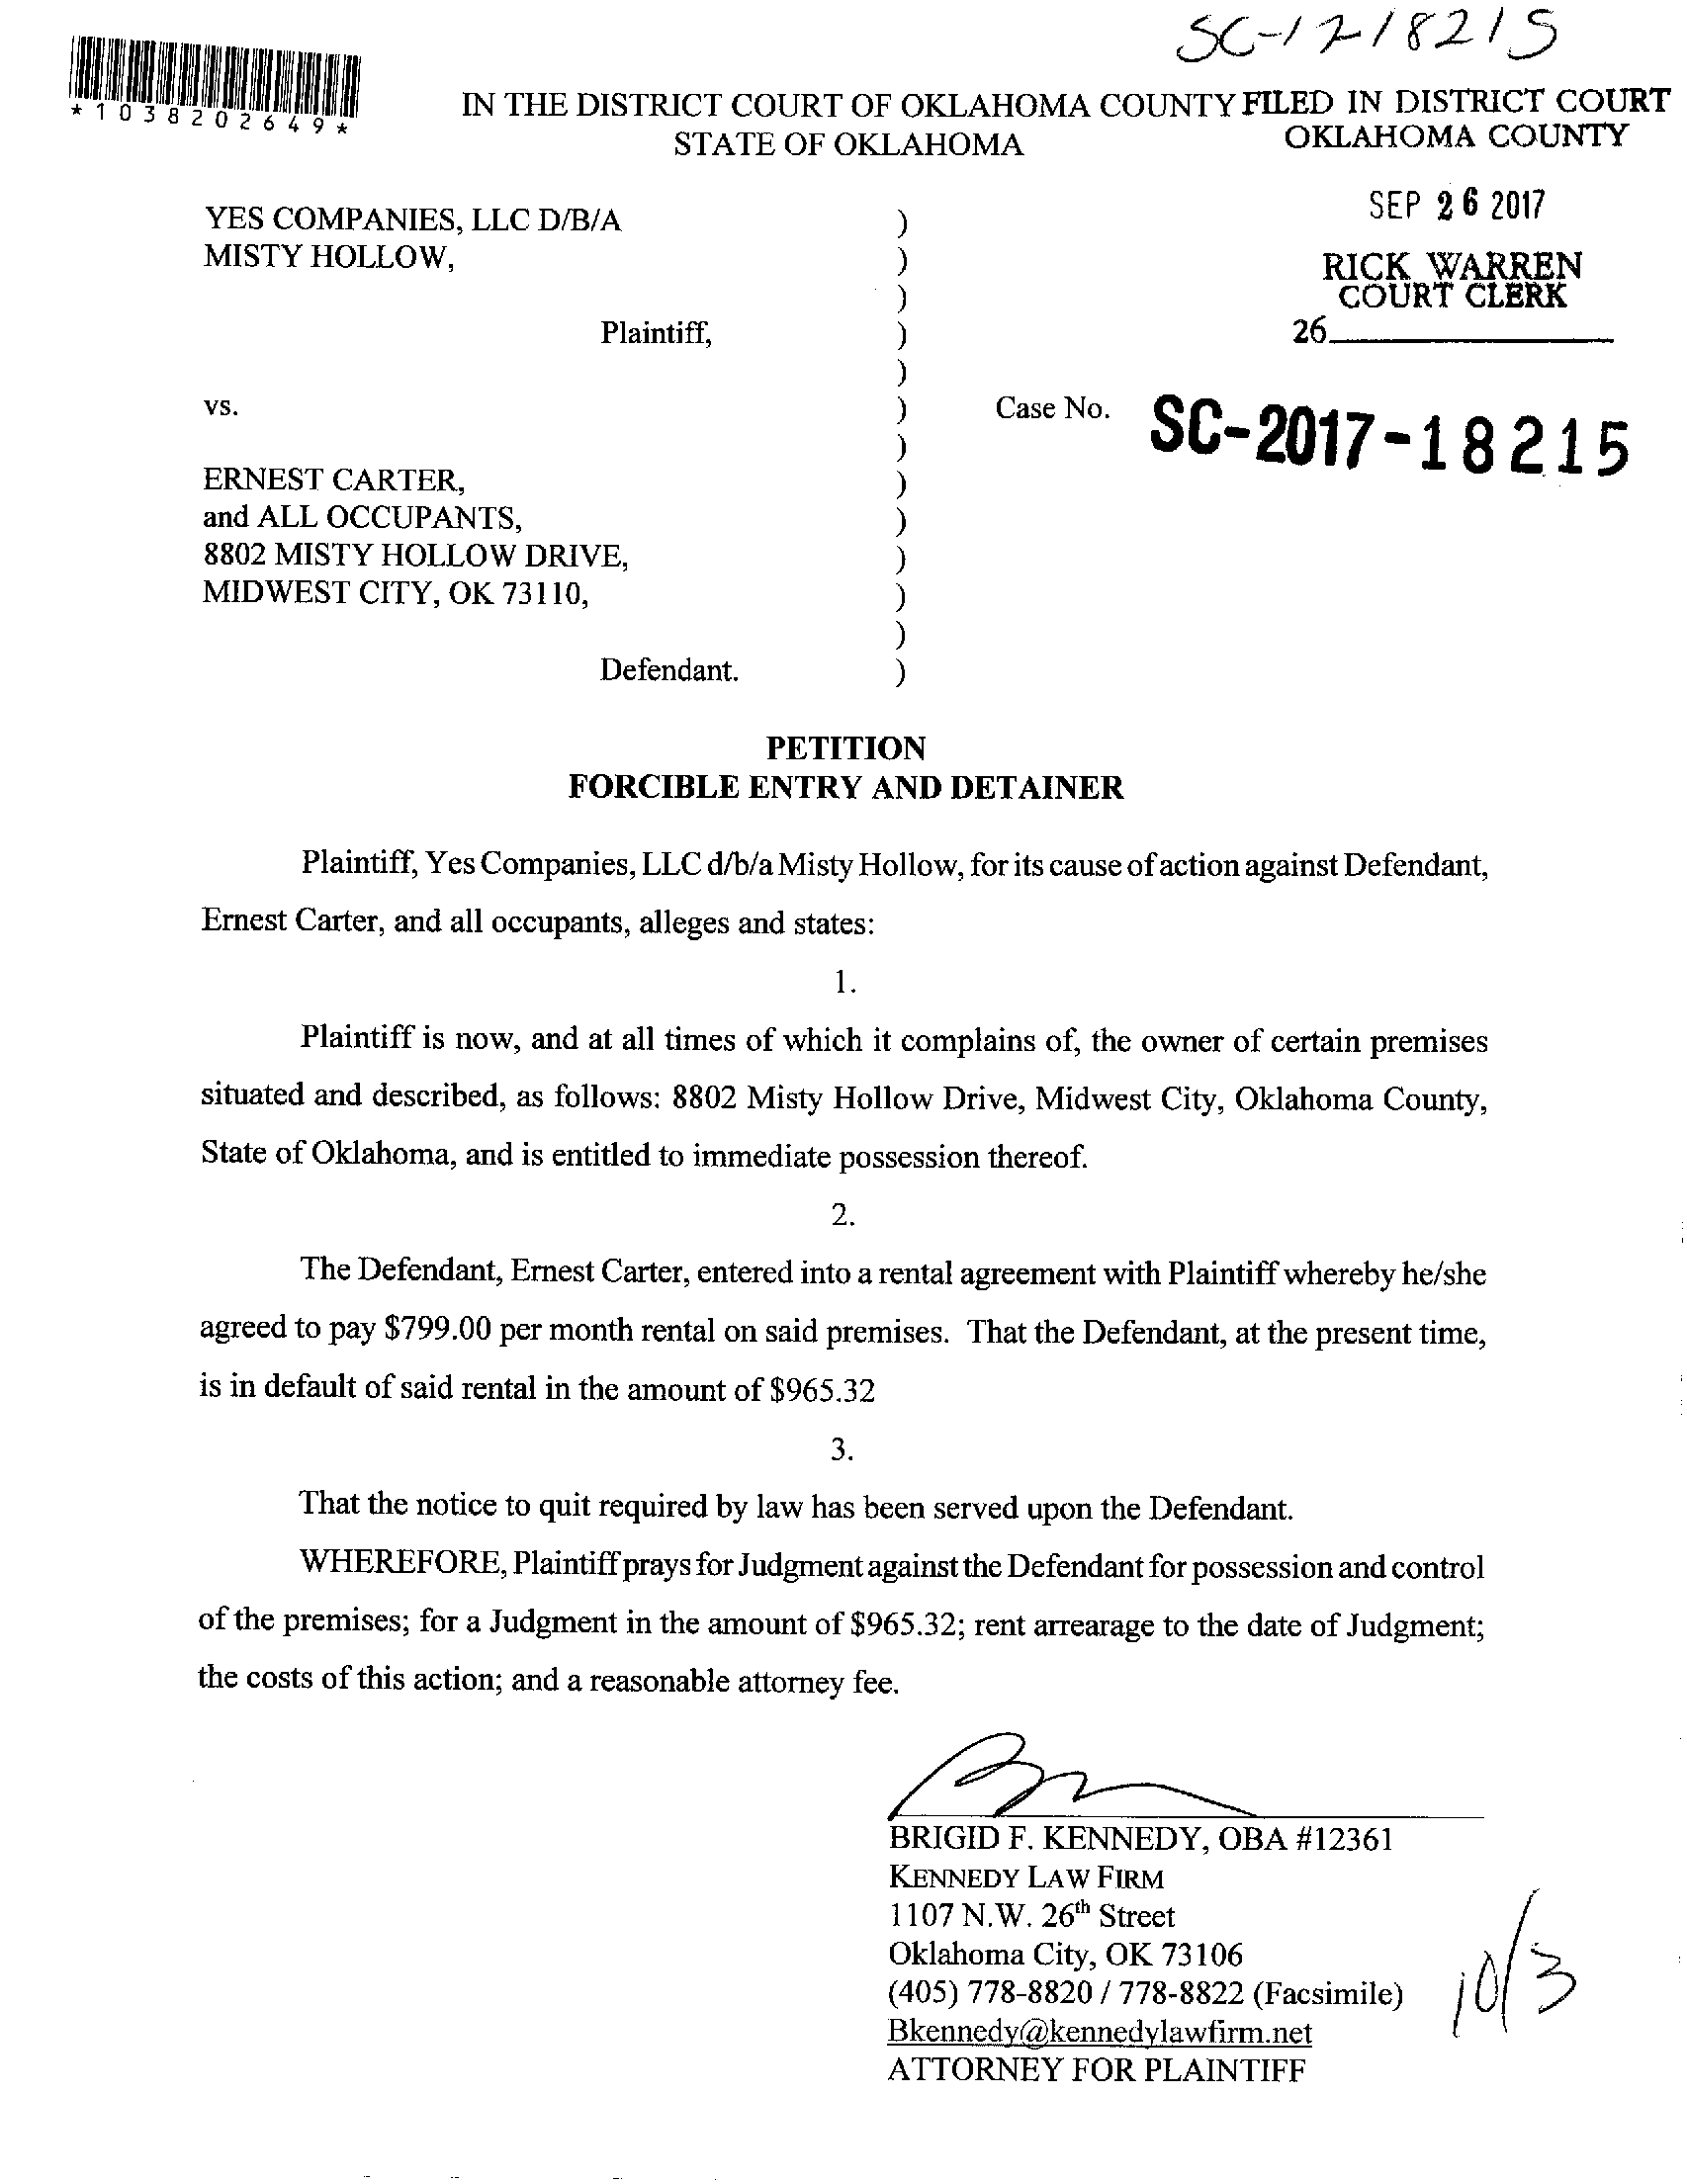 SC-17-18215
*1038202649*
IN THE DISTRICT COURT OF OKLAHOMA COUNTY
STATE OF OKLAHOMA
FILED IN DISTRICT COURT
OKLAHOMA COUNTY
SEP 26 2017
RICK WARREN
COURT CLERK
26
YES COMPANIES, LLC D/B/A )
MISTY HOLLOW, )
)
Plaintiff, )
)
vs. ) Case No. SC-2017-18215
)
ERNEST CARTER, )
and ALL OCCUPANTS, )
8802 MISTY HOLLOW DRIVE, )
MIDWEST CITY, OK 73110, )
)
Defendant. )
PETITION
FORCIBLE ENTRY AND DETAINER
Plaintiff, Yes Companies, LLC d/b/a Misty Hollow, for its cause of action against Defendant,
Ernest Carter, and all occupants, alleges and states:
1.
Plaintiff is now, and at all times of which it complains of, the owner of certain premises
situated and described, as follows: 8802 Misty Hollow Drive, Midwest City, Oklahoma County,
State of Oklahoma, and is entitled to immediate possession thereof.
2.
The Defendant, Ernest Carter, entered into a rental agreement with Plaintiff whereby he/she
agreed to pay $799.00 per month rental on said premises. That the Defendant, at the present time,
is in default of said rental in the amount of $965.32
3.
That the notice to quit required by law has been served upon the Defendant.
WHEREFORE, Plaintiff prays for Judgment against the Defendant for possession and control
of the premises; for a Judgment in the amount of $965.32; rent arrearage to the date of Judgment;
the costs of this action; and a reasonable attorney fee.
BRIGID F. KENNEDY, OBA #12361
KENNEDY LAW FIRM
1107 N.W. 26th Street
Oklahoma City, OK 73106
(405) 778-8820 / 778-8822 (Facsimile)
Bkennedy@kennedylawfirm.net
ATTORNEY FOR PLAINTIFF
10/3